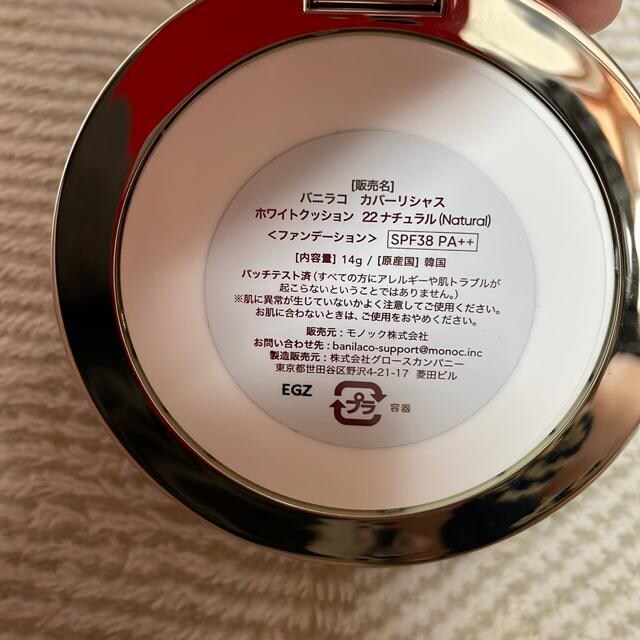 [販売名]
バニラコ カバーリシャス
ホワイトクッション 22 ナチュラル (Natural)
<ファンデーション> SPF38 PA++
[内容量] 14g / [原産国] 韓国
パッチテスト済 (すべての方にアレルギーや肌トラブルが
起こらないということではありません。)
※肌に異常が生じていないかよく注意してご使用ください。
お肌に合わないときは、ご使用をおやめください。
販売元 : モノック株式会社
お問い合わせ先 : banilaco-support@monoc.inc
製造販売元 : 株式会社グロースカンパニー
東京都世田谷区野沢4-21-17 菱田ビル
EGZ プラ 容器